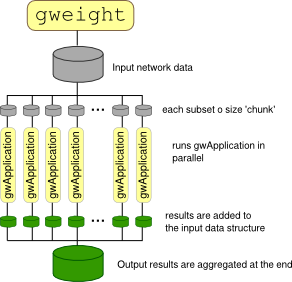 gweight
Input network data
...
each subset o size 'chunk'
gwApplication gwApplication gwApplication gwApplication gwApplication gwApplication
runs gwApplication in
parallel
...
results are added to
the input data structure
Output results are aggregated at the end